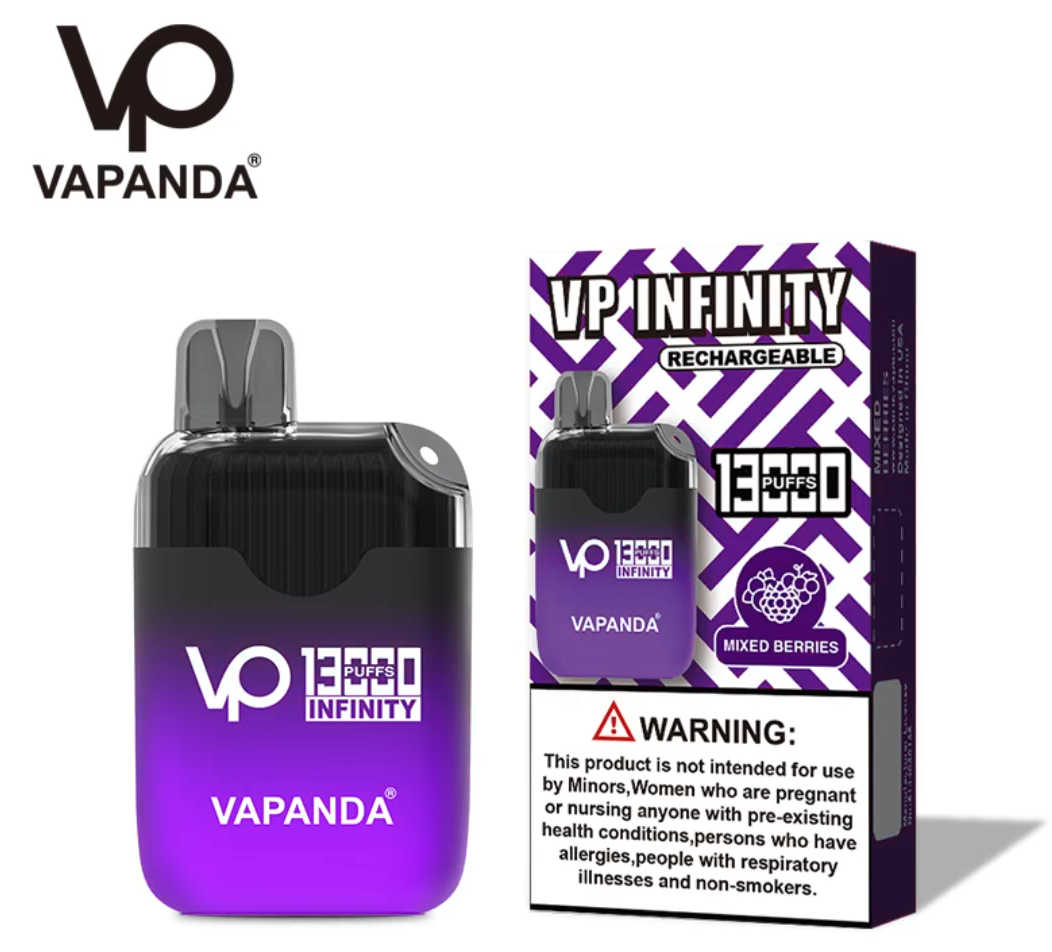 VP
VAPANDA®
VP 13000
PUFFS
INFINITY
VAPANDA®
VP INFINITY
RECHARGEABLE
13000
PUFFS
VP 13000
PUFFS
INFINITY
VAPANDA®
MIXED BERRIES
WARNING:
This product is not intended for use
by Minors,Women who are pregnant
or nursing anyone with pre-existing
health conditions,persons who have
allergies,people with respiratory
illnesses and non-smokers.
MIXED
BERRIES
Designed in USA